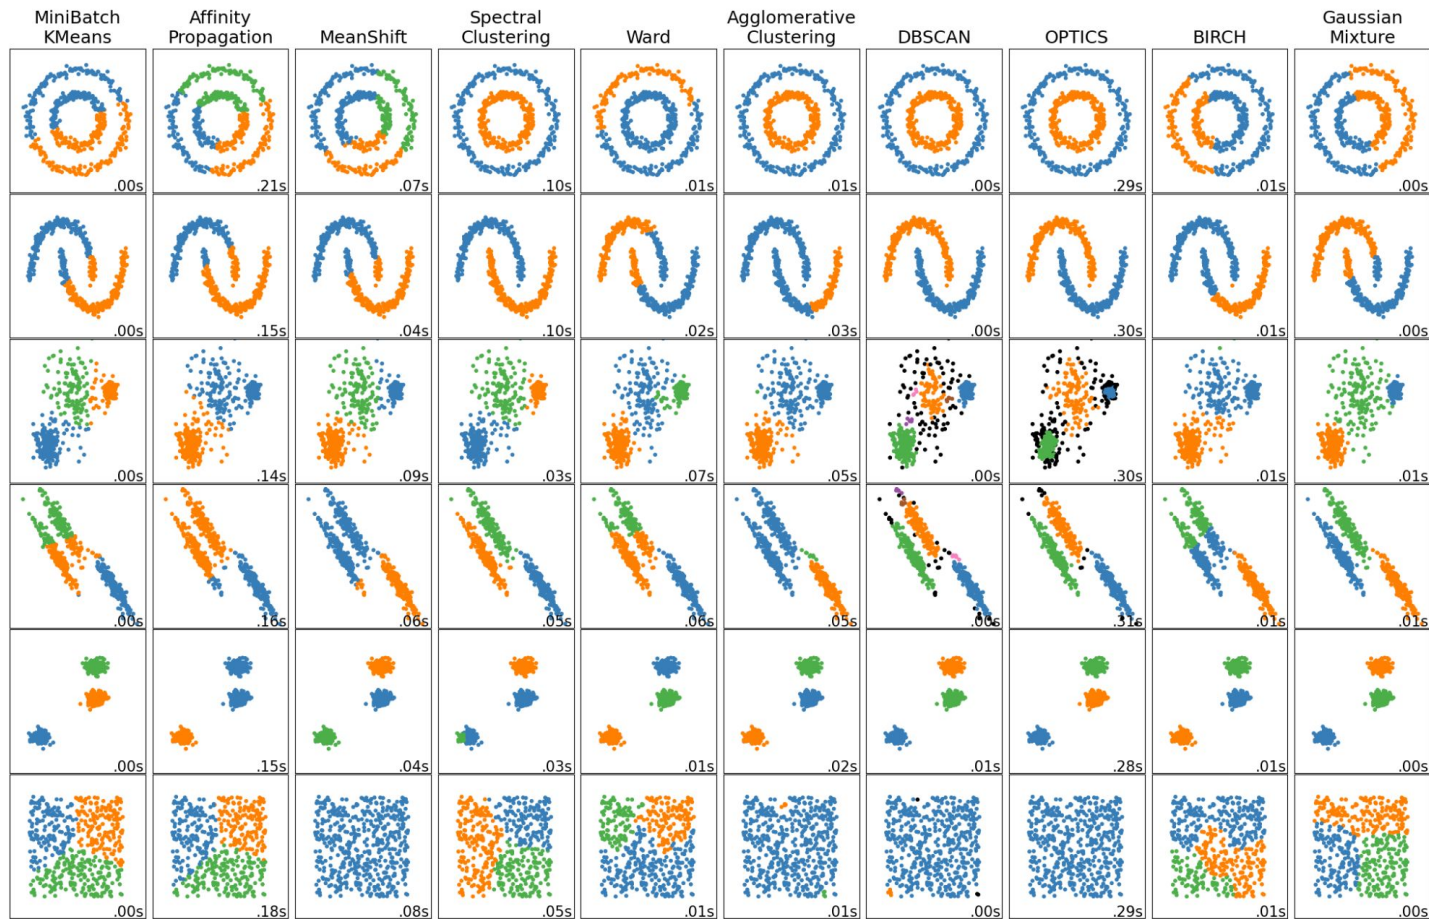 MiniBatch
KMeans
Affinity
Propagation
MeanShift
Spectral
Clustering
Ward
Agglomerative
Clustering
DBSCAN
OPTICS
BIRCH
Gaussian
Mixture
.00s .21s .07s .10s .01s .01s .00s .29s .01s .00s
.00s .15s .04s .10s .02s .03s .00s .30s .01s .00s
.00s .14s .09s .03s .07s .05s .00s .30s .01s .01s
.00s .16s .06s .05s .06s .05s .00s .31s .01s .01s
.00s .15s .04s .03s .01s .02s .01s .28s .01s .00s
.00s .18s .08s .05s .01s .01s .00s .29s .01s .00s